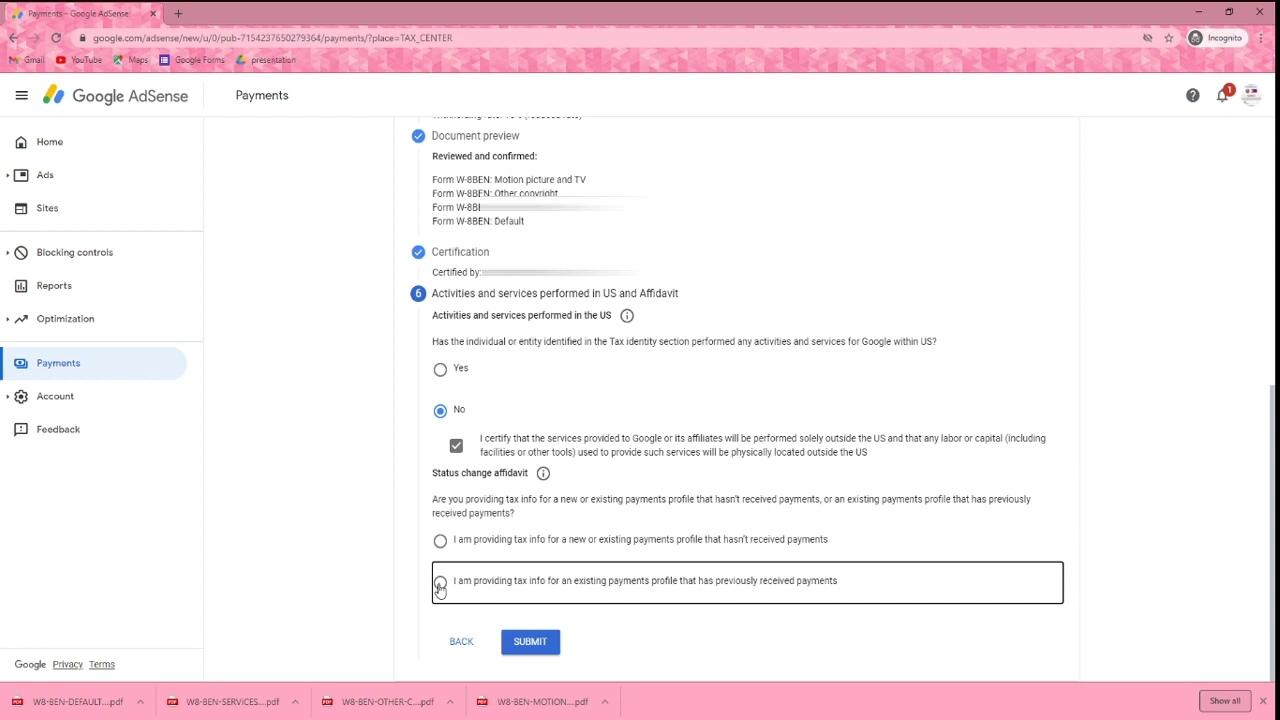 Payments – Google AdSense
google.com/adsense/new/u/0/pub-7154237650279364/payments/?place=TAX_CENTER
Incognito
Gmail
YouTube
Maps
Google Forms
presentation
Google AdSense
Payments
1
Home
Ads
Sites
Blocking controls
Reports
Optimization
Payments
Account
Feedback
Google Privacy Terms
Document preview
Reviewed and confirmed:
Form W-8BEN: Motion picture and TV
Form W-8BEN: Other copyright
Form W-8BI
Form W-8BEN: Default
Certification
Certified by:
6 Activities and services performed in US and Affidavit
Activities and services performed in the US
Has the individual or entity identified in the Tax identity section performed any activities and services for Google within US?
Yes
No
I certify that the services provided to Google or its affiliates will be performed solely outside the US and that any labor or capital (including
facilities or other tools) used to provide such services will be physically located outside the US
Status change affidavit
Are you providing tax info for a new or existing payments profile that hasn't received payments, or an existing payments profile that has previously
received payments?
I am providing tax info for a new or existing payments profile that hasn't received payments
I am providing tax info for an existing payments profile that has previously received payments
BACK
SUBMIT
W8-BEN-DEFAULT....pdf
W8-BEN-SERVICES....pdf
W8-BEN-OTHER-C....pdf
W8-BEN-MOTION....pdf
Show all